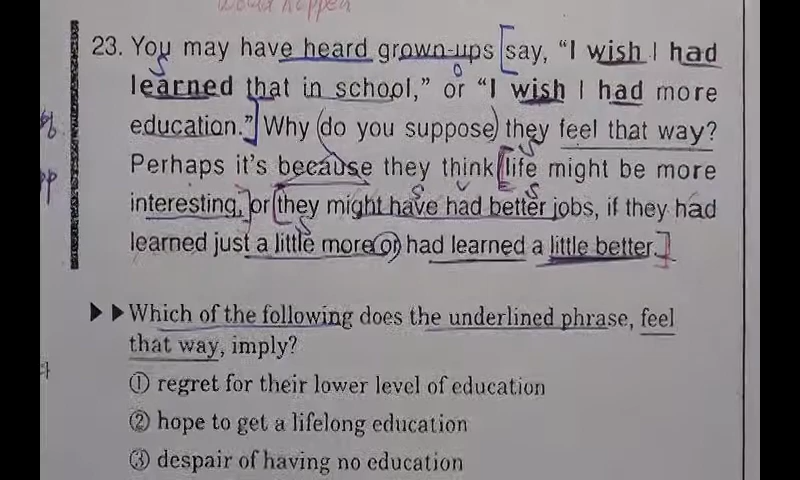 would happen
23. You may have heard grown-ups say, "I wish I had
learned that in school," or "I wish I had more
education." Why do you suppose they feel that way?
Perhaps it's because they think life might be more
interesting, or they might have had better jobs, if they had
learned just a little more or had learned a little better.
▶▶Which of the following does the underlined phrase, feel
that way, imply?
① regret for their lower level of education
② hope to get a lifelong education
③ despair of having no education